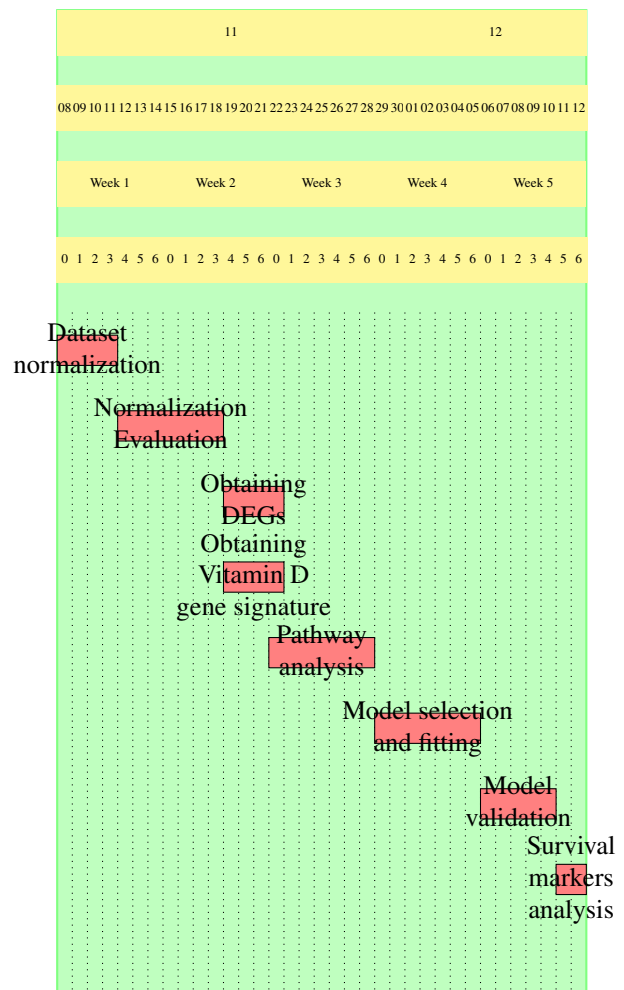 11 12
08 09 10 11 12 13 14 15 16 17 18 19 20 21 22 23 24 25 26 27 28 29 30 01 02 03 04 05 06 07 08 09 10 11 12
Week 1 Week 2 Week 3 Week 4 Week 5
0 1 2 3 4 5 6 0 1 2 3 4 5 6 0 1 2 3 4 5 6 0 1 2 3 4 5 6 0 1 2 3 4 5 6
Dataset
normalization
Normalization
Evaluation
Obtaining
DEGs
Obtaining
Vitamin D
gene signature
Pathway
analysis
Model selection
and fitting
Model
validation
Survival
markers
analysis